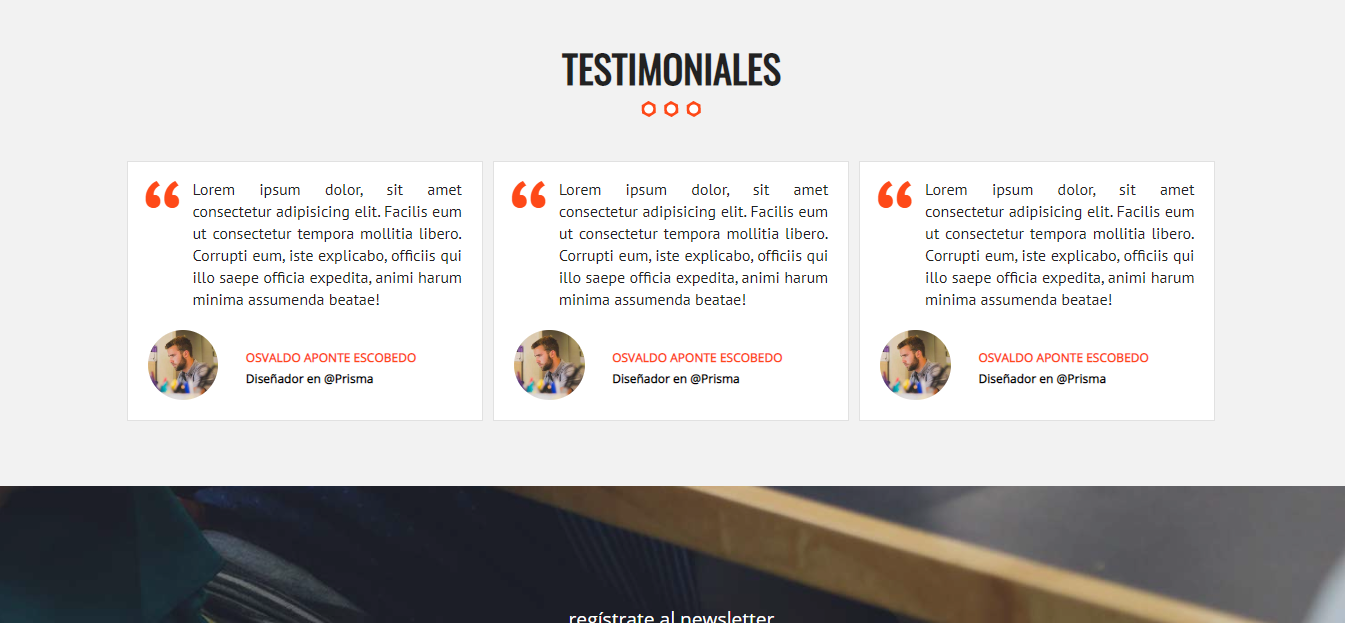 TESTIMONIALES
Lorem ipsum dolor, sit amet
consectetur adipisicing elit. Facilis eum
ut consectetur tempora mollitia libero.
Corrupti eum, iste explicabo, officiis qui
illo saepe officia expedita, animi harum
minima assumenda beatae!
OSVALDO APONTE ESCOBEDO
Diseñador en @Prisma
Lorem ipsum dolor, sit amet
consectetur adipisicing elit. Facilis eum
ut consectetur tempora mollitia libero.
Corrupti eum, iste explicabo, officiis qui
illo saepe officia expedita, animi harum
minima assumenda beatae!
OSVALDO APONTE ESCOBEDO
Diseñador en @Prisma
Lorem ipsum dolor, sit amet
consectetur adipisicing elit. Facilis eum
ut consectetur tempora mollitia libero.
Corrupti eum, iste explicabo, officiis qui
illo saepe officia expedita, animi harum
minima assumenda beatae!
OSVALDO APONTE ESCOBEDO
Diseñador en @Prisma
regístrate al newsletter